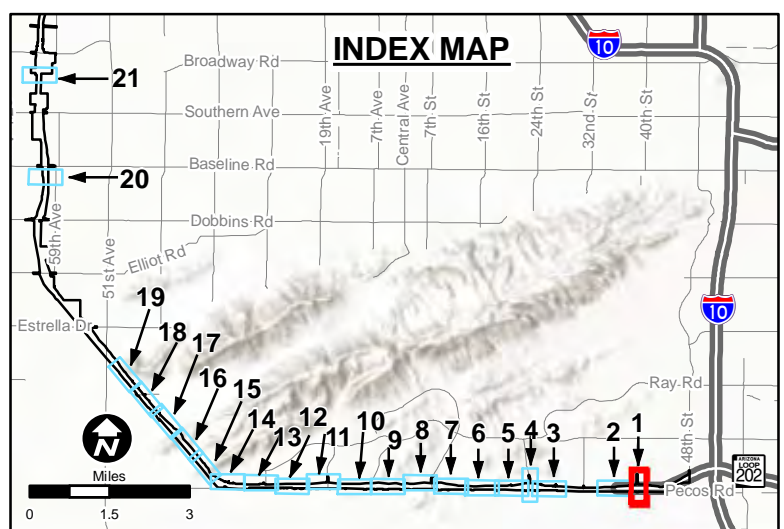 INDEX MAP
10
Broadway Rd
21
Southern Ave
19th Ave
7th Ave
Central Ave
7th St
16th St
24th St
32nd St
40th St
Baseline Rd
20
59th Ave
Dobbins Rd
51st Ave
Elliot Rd
10
Estrella Dr
19
18
17
16
15
14
13
12
11
10
9
8
7
6
5
4
3
2
1
Ray Rd
48th St
ARIZONA
LOOP
202
Pecos Rd
N
Miles
0
1.5
3